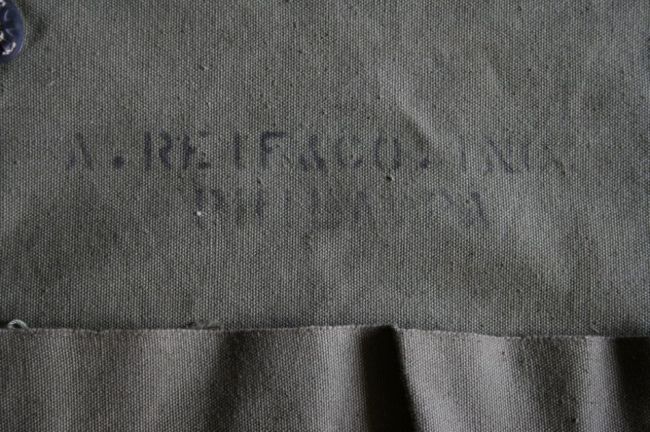 A. REIF & CO. INC.
PHILA. PA